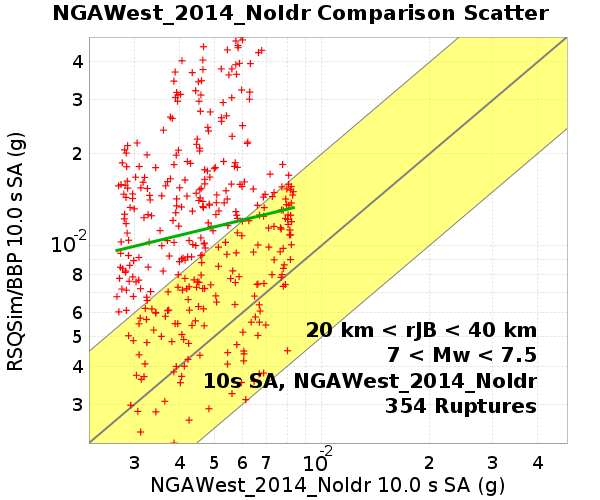 NGAWest_2014_NoIdr Comparison Scatter
RSQSim/BBP 10.0 s SA (g)
4
3
2
10⁻²
8
6
5
4
3
20 km < rJB < 40 km
7 < Mw < 7.5
10s SA, NGAWest_2014_NoIdr
354 Ruptures
3 4 5 6 7 10⁻² 2 3 4
NGAWest_2014_NoIdr 10.0 s SA (g)